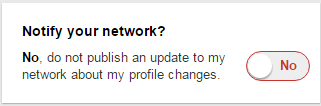 Notify your network?
No, do not publish an update to my
network about my profile changes.
No